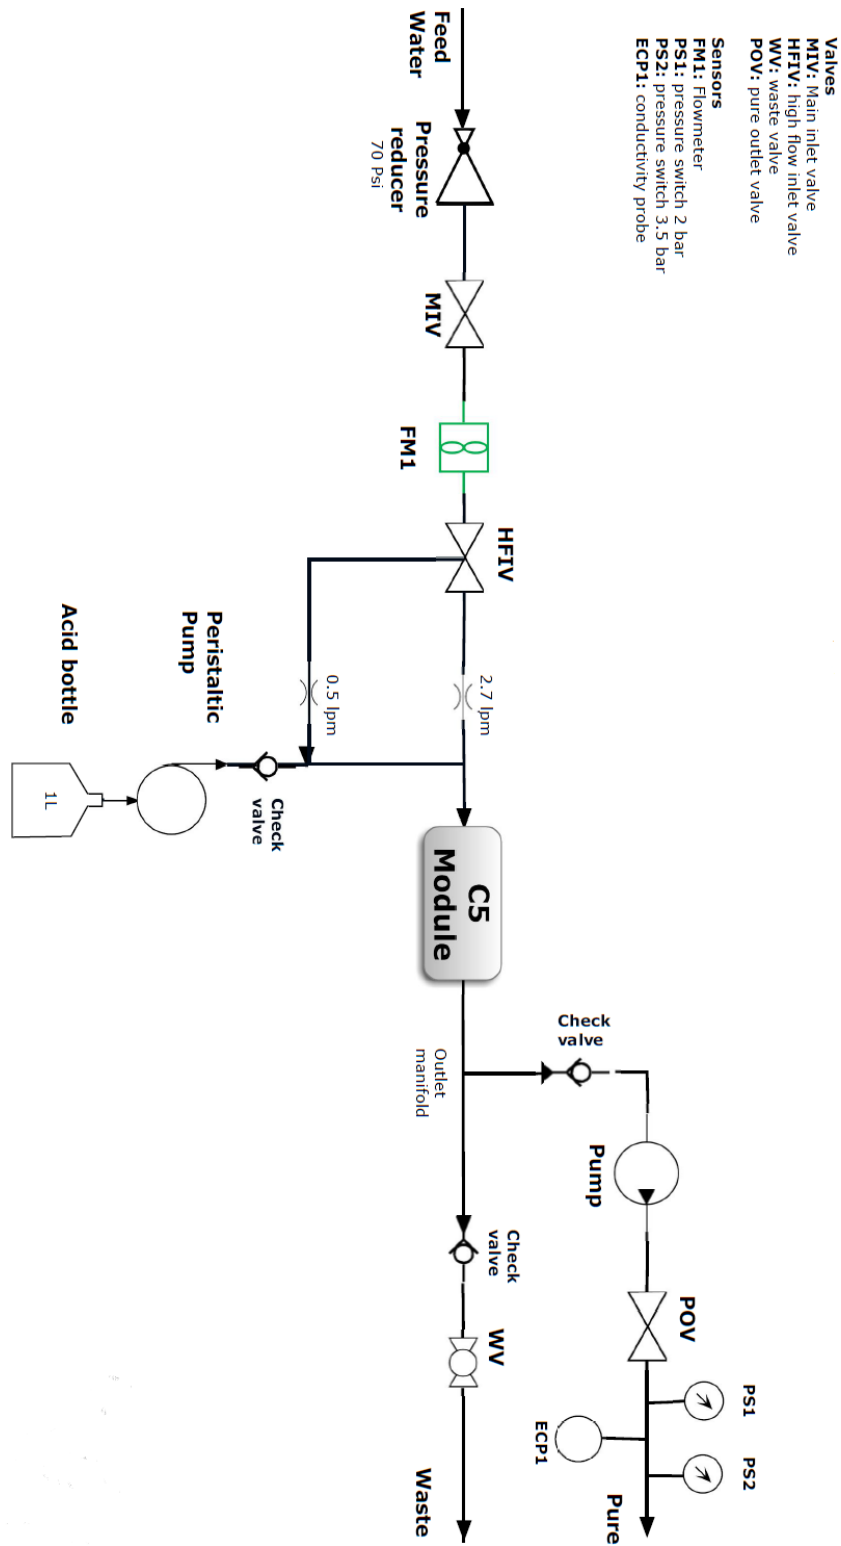 Valves
MIV: Main inlet valve
HFIV: high flow inlet valve
WV: waste valve
POV: pure outlet valve
Sensors
FM1: Flowmeter
PS1: pressure switch 2 bar
PS2: pressure switch 3.5 bar
ECP1: conductivity probe
Feed
Water
Pressure
reducer
70 Psi
MIV
FM1
HFIV
2.7 lpm
0.5 lpm
Peristaltic
Pump
Acid bottle
1L
Check
valve
C5
Module
Outlet
manifold
Check
valve
Pump
POV
PS1
PS2
ECP1
Pure
Check
valve
WV
Waste